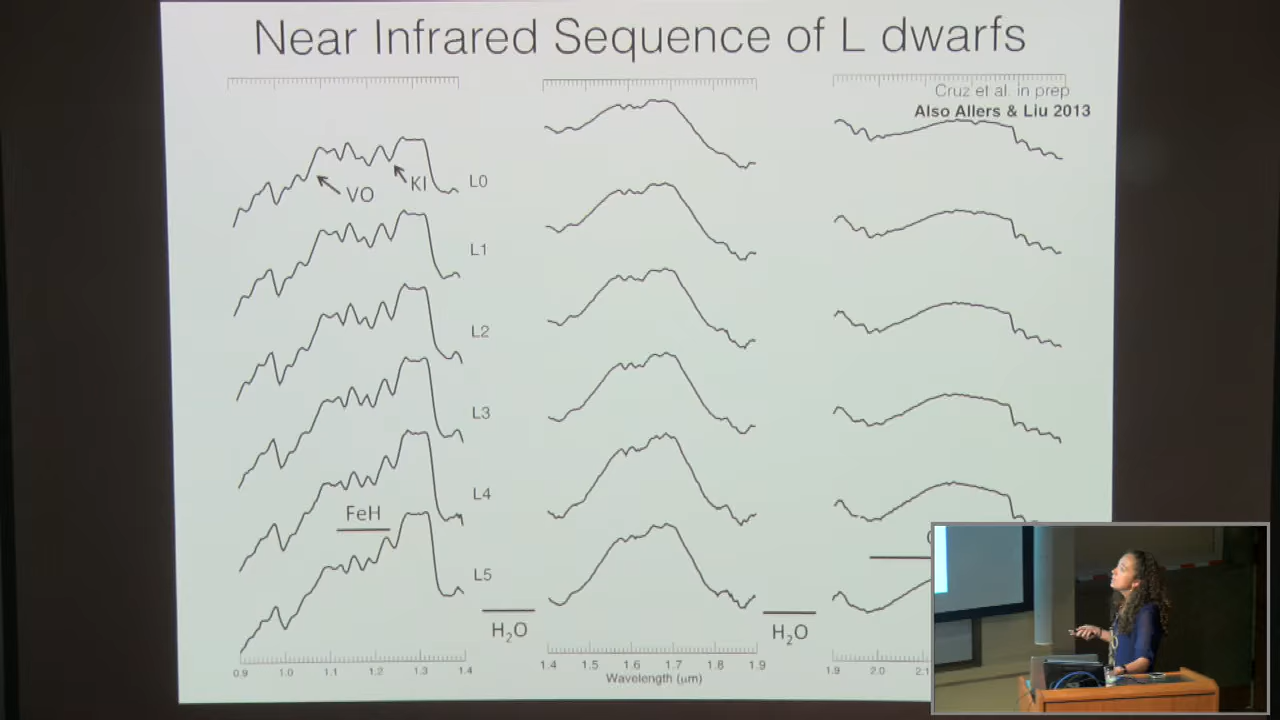 Near Infrared Sequence of L dwarfs
Cruz et al. in prep
Also Allers & Liu 2013
VO
KI
L0
L1
L2
L3
L4
FeH
L5
H₂O
H₂O
0.9 1.0 1.1 1.2 1.3 1.4
1.4 1.5 1.6 1.7 1.8 1.9
1.9 2.0
Wavelength (μm)